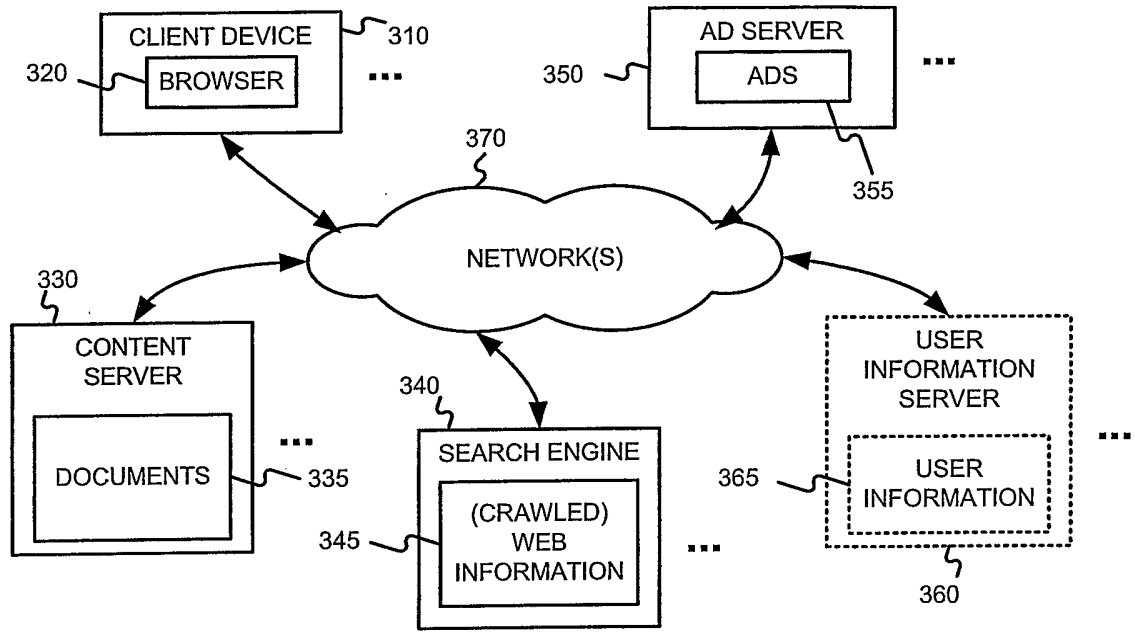 CLIENT DEVICE
310
320
BROWSER
...
AD SERVER
350
ADS
...
355
370
NETWORK(S)
330
CONTENT
SERVER
DOCUMENTS
335
...
340
SEARCH ENGINE
345
(CRAWLED)
WEB
INFORMATION
...
USER
INFORMATION
SERVER
365
USER
INFORMATION
...
360